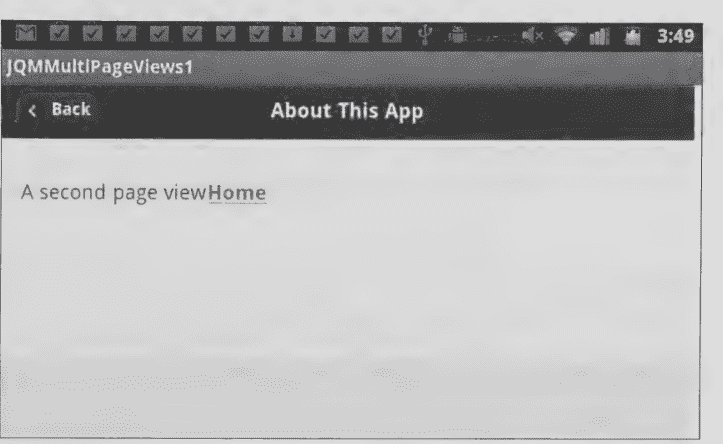 3:49
JQMMultiPageViews1
Back
About This App
A second page viewHome